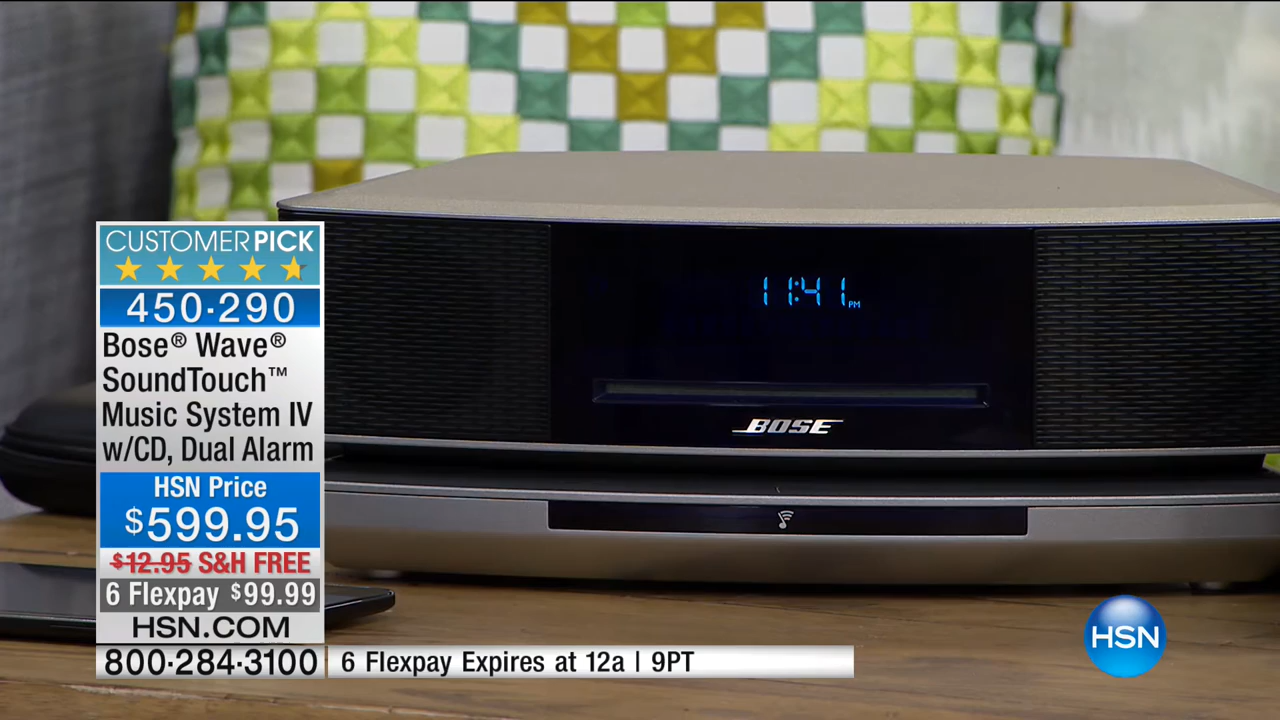 CUSTOMER PICK
450-290
Bose® Wave®
SoundTouch™
Music System IV
w/CD, Dual Alarm
HSN Price
$599.95
$12.95 S&H FREE
6 Flexpay $99.99
HSN.COM
800-284-3100
6 Flexpay Expires at 12a | 9PT
11:41 PM
BOSE
HSN